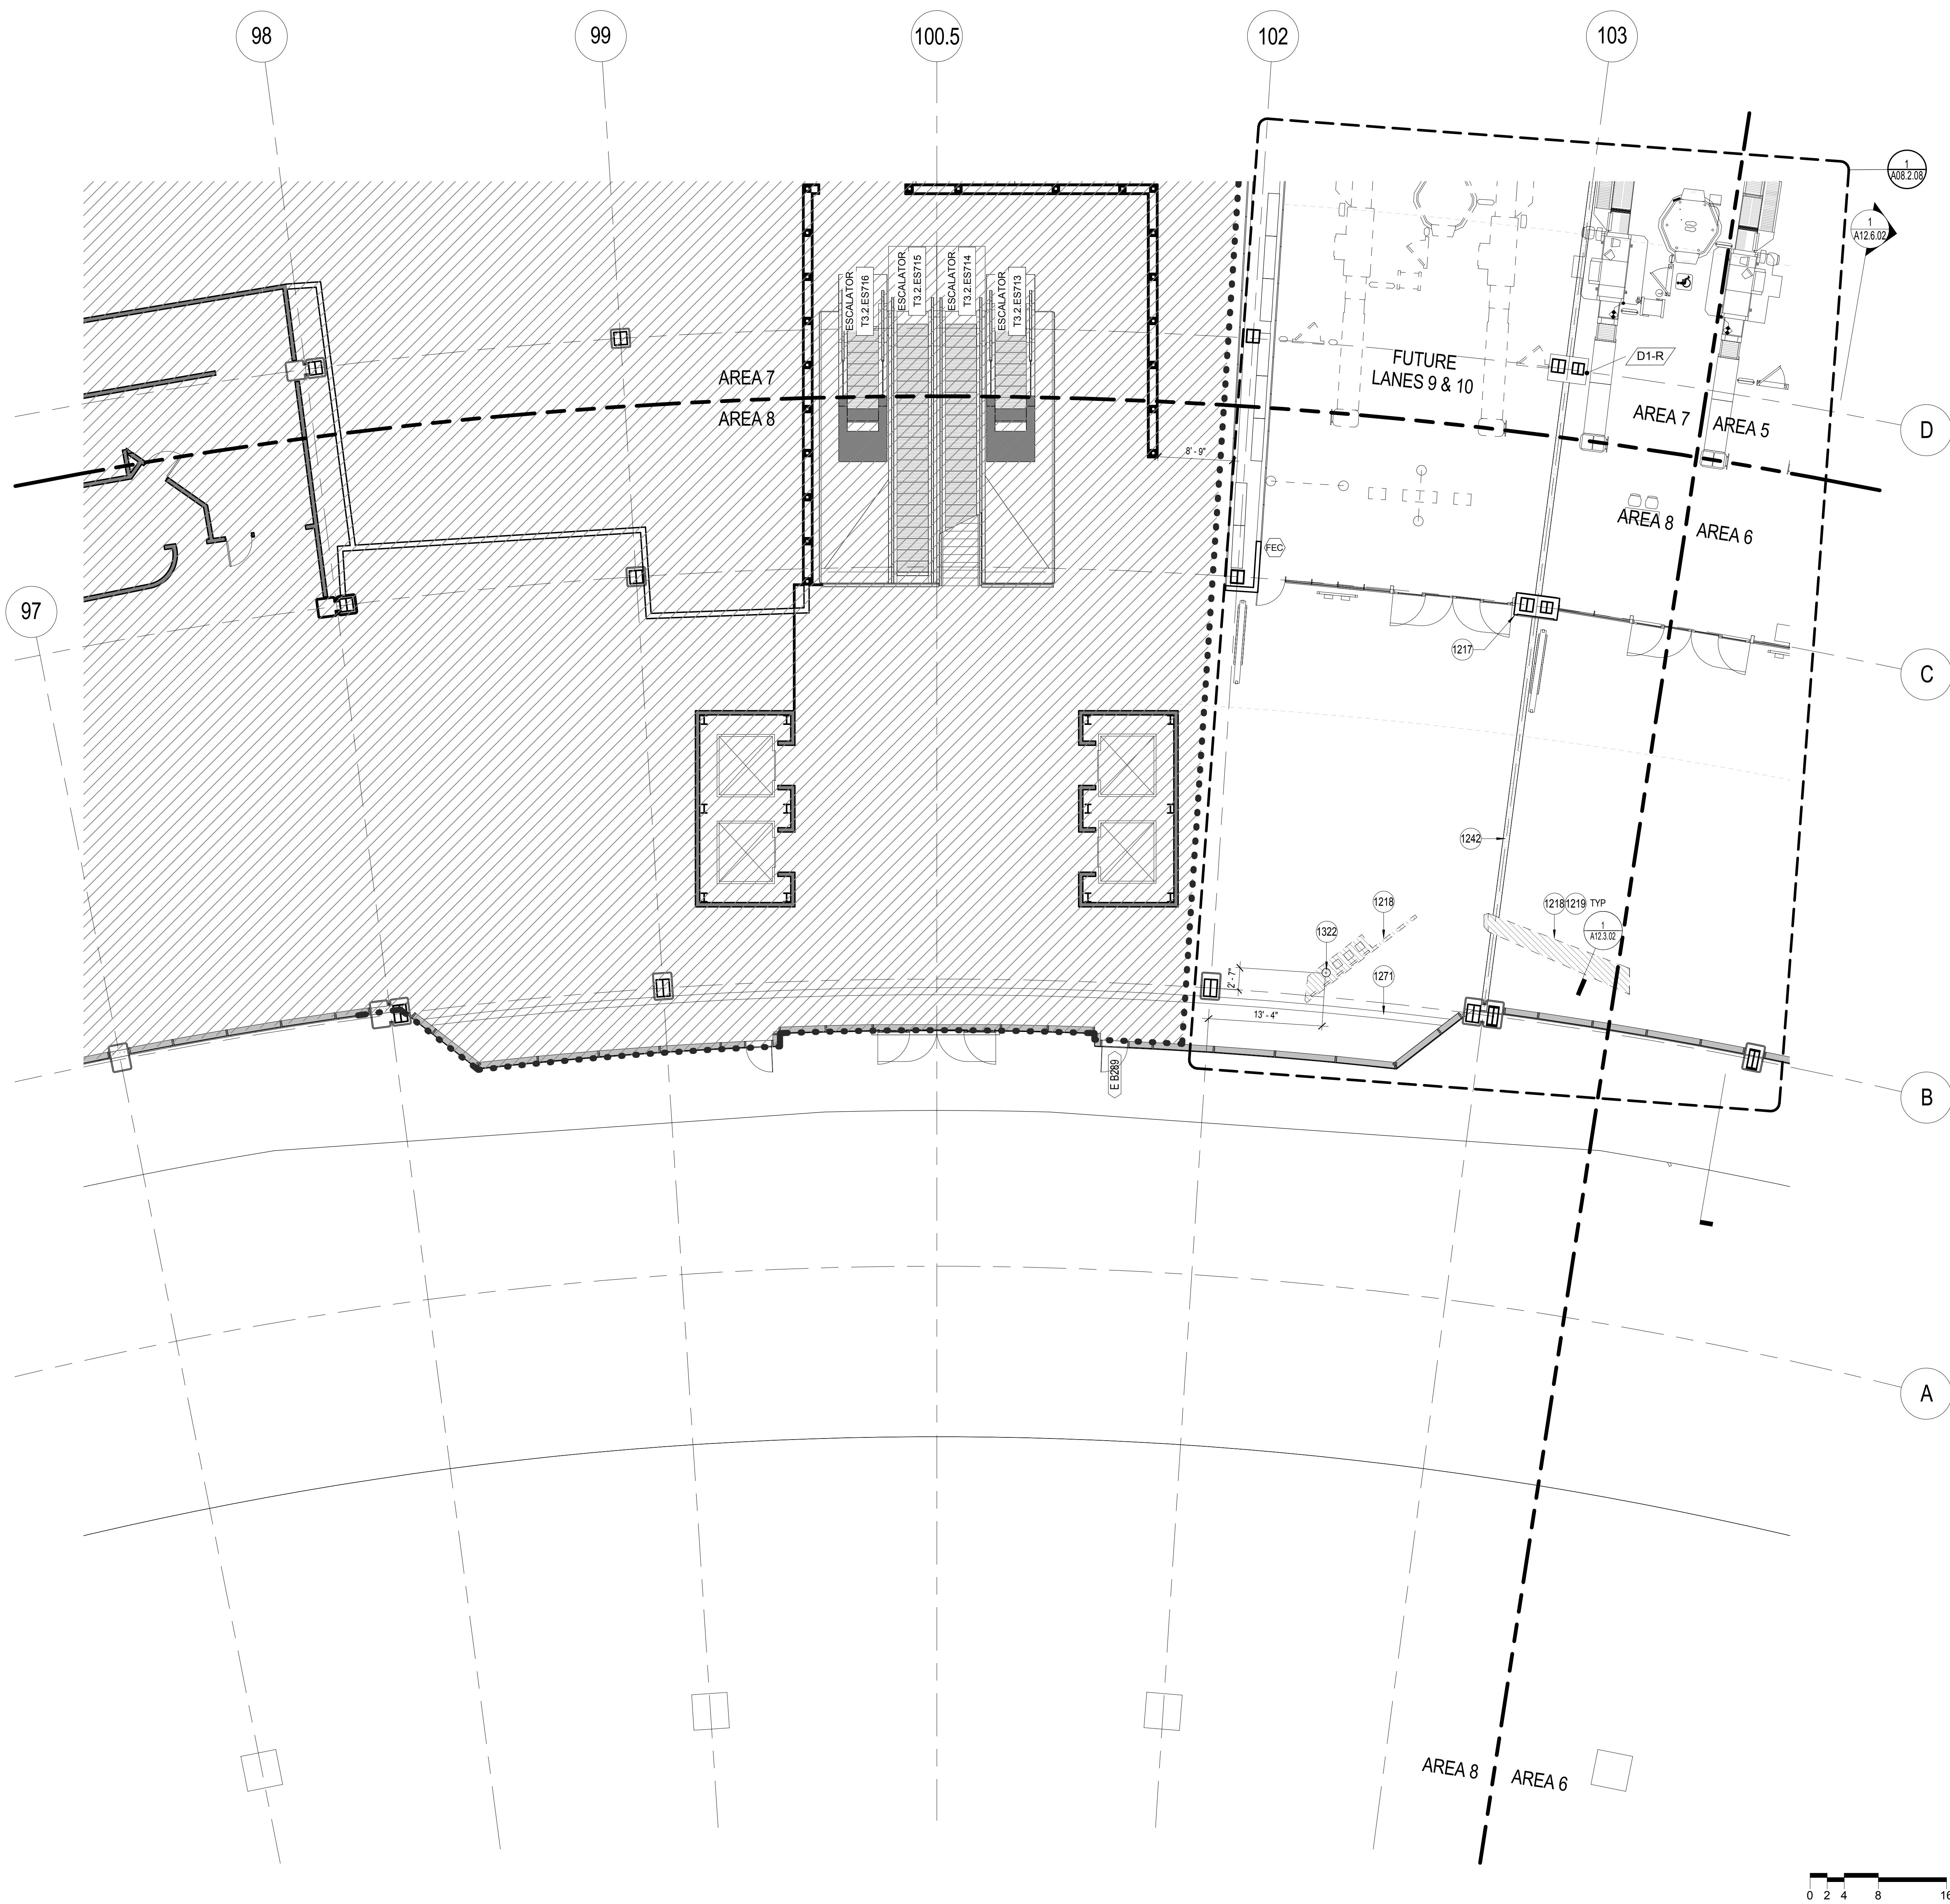 98
99
100.5
102
103
1
A08.2.08
1
A12.6.02
ESCALATOR
T3.2.ES716
ESCALATOR
T3.2.ES715
ESCALATOR
T3.2.ES714
ESCALATOR
T3.2.ES713
FUTURE
LANES 9 & 10
D1-R
AREA 7
AREA 8
AREA 7
AREA 5
D
8' - 9"
AREA 8
AREA 6
FEC
97
1217
C
1242
1218
1218
1219
TYP
1
A12.3.02
1322
2' - 7"
1271
13' - 4"
E B289
B
A
AREA 8
AREA 6
0 2 4 8 16